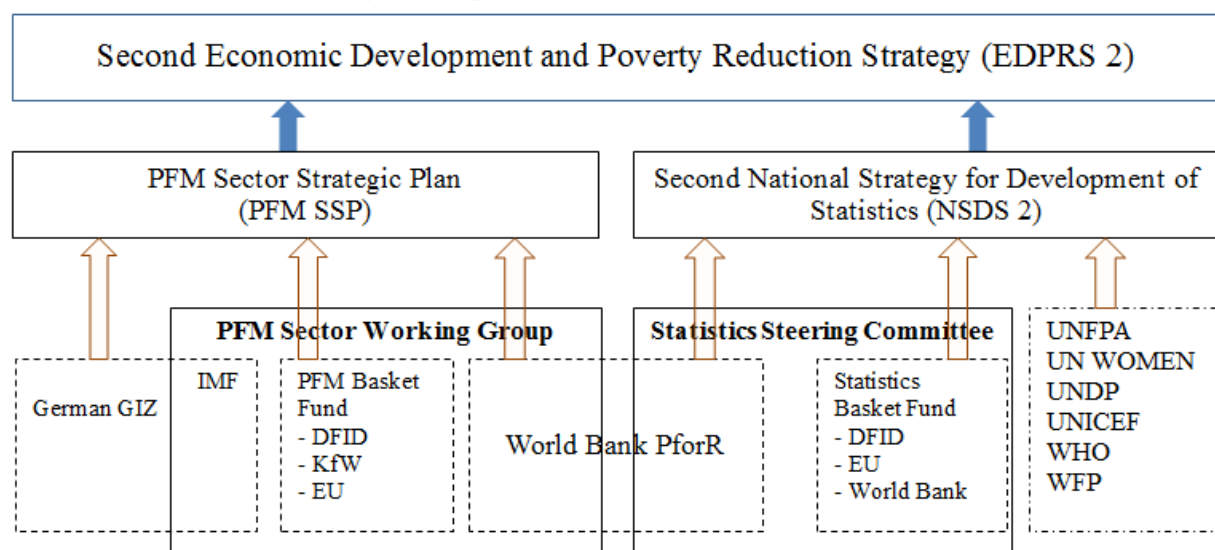 Second Economic Development and Poverty Reduction Strategy (EDPRS 2)
PFM Sector Strategic Plan
(PFM SSP)
Second National Strategy for Development of
Statistics (NSDS 2)
PFM Sector Working Group
Statistics Steering Committee
German GIZ
IMF
PFM Basket
Fund
- DFID
- KfW
- EU
World Bank PforR
Statistics
Basket Fund
- DFID
- EU
- World Bank
UNFPA
UN WOMEN
UNDP
UNICEF
WHO
WFP